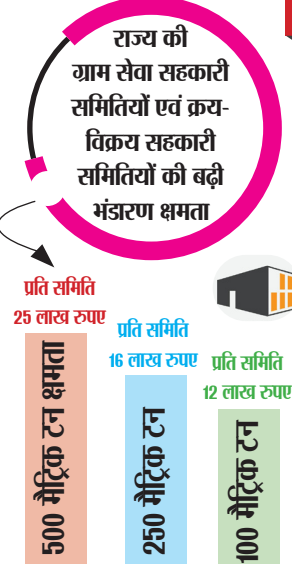 राज्य की
ग्राम सेवा सहकारी
समितियों एवं क्रय-
विक्रय सहकारी
समितियों की बढ़ी
भंडारण क्षमता
प्रति समिति
25 लाख रुपए
500 मैट्रिक टन क्षमता
प्रति समिति
16 लाख रुपए
250 मैट्रिक टन
प्रति समिति
12 लाख रुपए
100 मैट्रिक टन